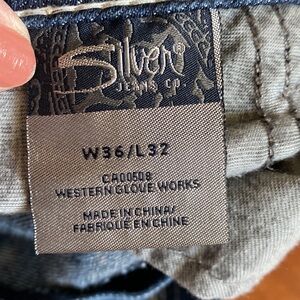 Silver
JEANS CO.
W36/L32
CA00508
WESTERN GLOVE WORKS
MADE IN CHINA/
FABRIQUÉ EN CHINE